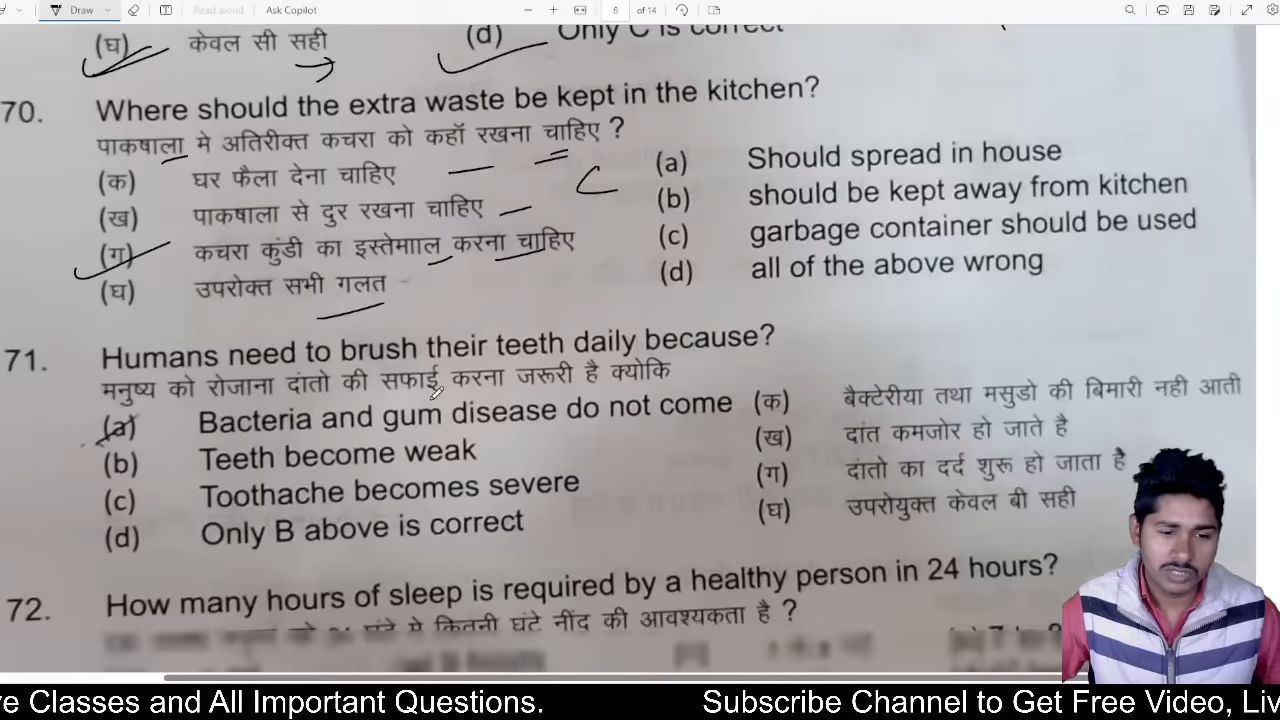 Draw
Read aloud
Ask Copilot
6
of 14
(घ) केवल सी सही
(d) Only C is correct
70. Where should the extra waste be kept in the kitchen?
पाकषाला मे अतिरीक्त कचरा को कहॉ रखना चाहिए ?
(क) घर फैला देना चाहिए
(a) Should spread in house
(ख) पाकषाला से दुर रखना चाहिए
(b) should be kept away from kitchen
(ग) कचरा कुंडी का इस्तेमााल करना चाहिए
(c) garbage container should be used
(घ) उपरोक्त सभी गलत
(d) all of the above wrong
71. Humans need to brush their teeth daily because?
मनुष्य को रोजाना दांतो की सफाई करना जरूरी है क्योकि
(a) Bacteria and gum disease do not come
(क) बैक्टेरीया तथा मसुडो की बिमारी नही आती
(b) Teeth become weak
(ख) दांत कमजोर हो जाते है
(c) Toothache becomes severe
(ग) दांतो का दर्द शुरू हो जाता है
(d) Only B above is correct
(घ) उपरोयुक्त केवल बी सही
72. How many hours of sleep is required by a healthy person in 24 hours?
घंटे मे कितनी घंटे नींद की आवश्यकता है ?
ve Classes and All Important Questions.
Subscribe Channel to Get Free Video, Liv